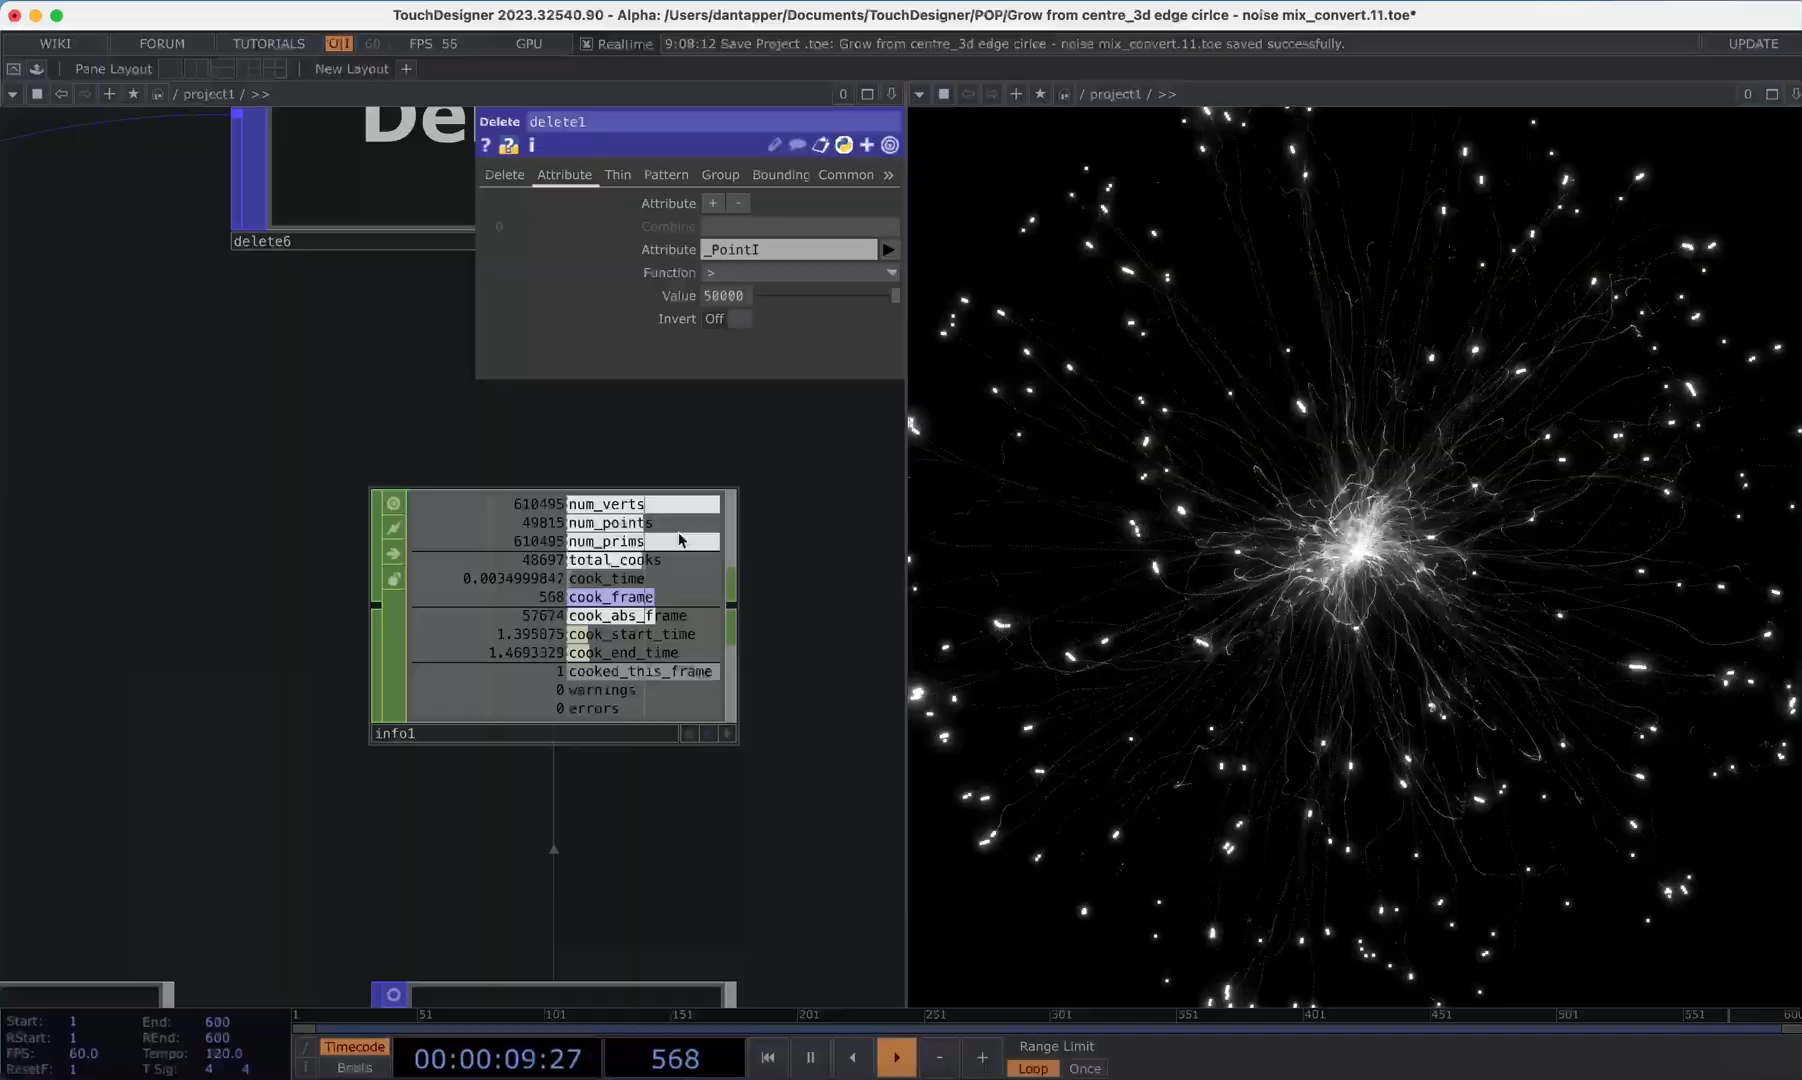 TouchDesigner 2023.32540.90 - Alpha: /Users/dantapper/Documents/TouchDesigner/POP/Grow from centre_3d edge cirlce - noise mix_convert.11.toe*
WIKI FORUM TUTORIALS O|I 60 FPS 55 GPU Realtime 9:08:12 Save Project .toe: Grow from centre_3d edge cirlce - noise mix_convert.11.toe saved successfully. UPDATE
Pane Layout New Layout +
/ project1 / >> 0
/ project1 / >> 0
De
delete6
Delete delete1
? ? i
Delete Attribute Thin Pattern Group Bounding Common »
Attribute + -
0 Combine
Attribute _PointI
Function >
Value 50000
Invert Off
610495 num_verts
49815 num_points
610495 num_prims
48697 total_cooks
0.0034999847 cook_time
568 cook_frame
57674 cook_abs_frame
1.395875 cook_start_time
1.4693329 cook_end_time
1 cooked_this_frame
0 warnings
0 errors
info1
1 51 101 151 201 251 301 351 401 451 501 551 600
Start: 1 End: 600
RStart: 1 REnd: 600
FPS: 60.0 Tempo: 120.0
ResetF: 1 T Sig: 4 4
Timecode
Beats
00:00:09:27
568
- +
Range Limit
Loop Once